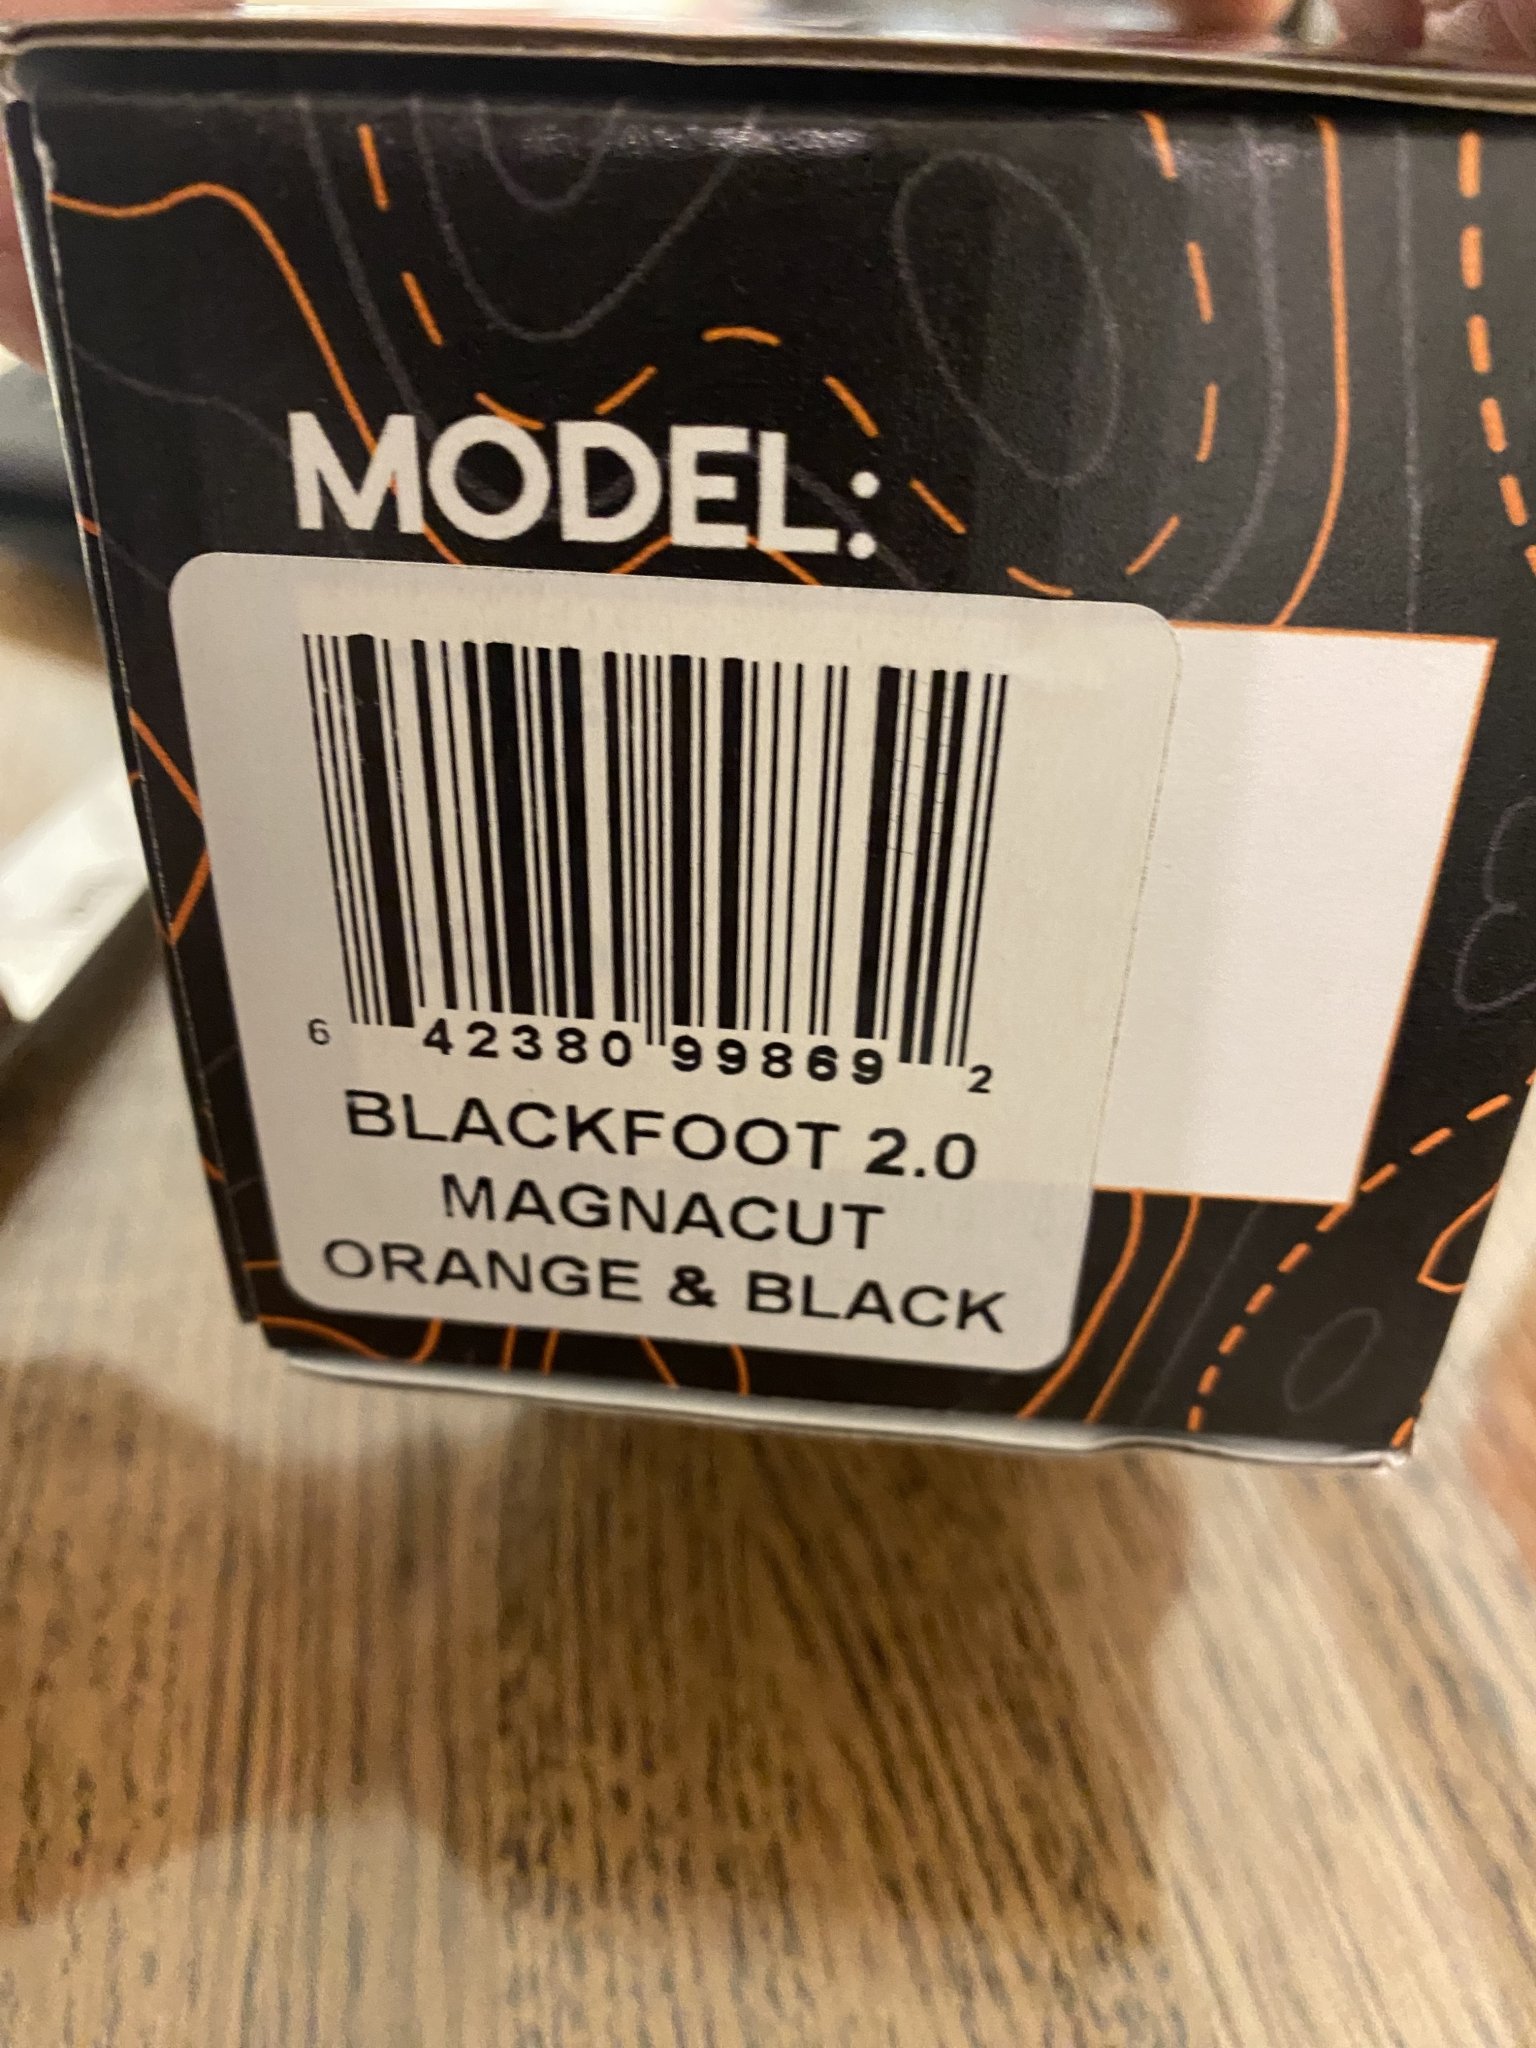 MODEL:
6 42380 99869 2
BLACKFOOT 2.0
MAGNACUT
ORANGE & BLACK